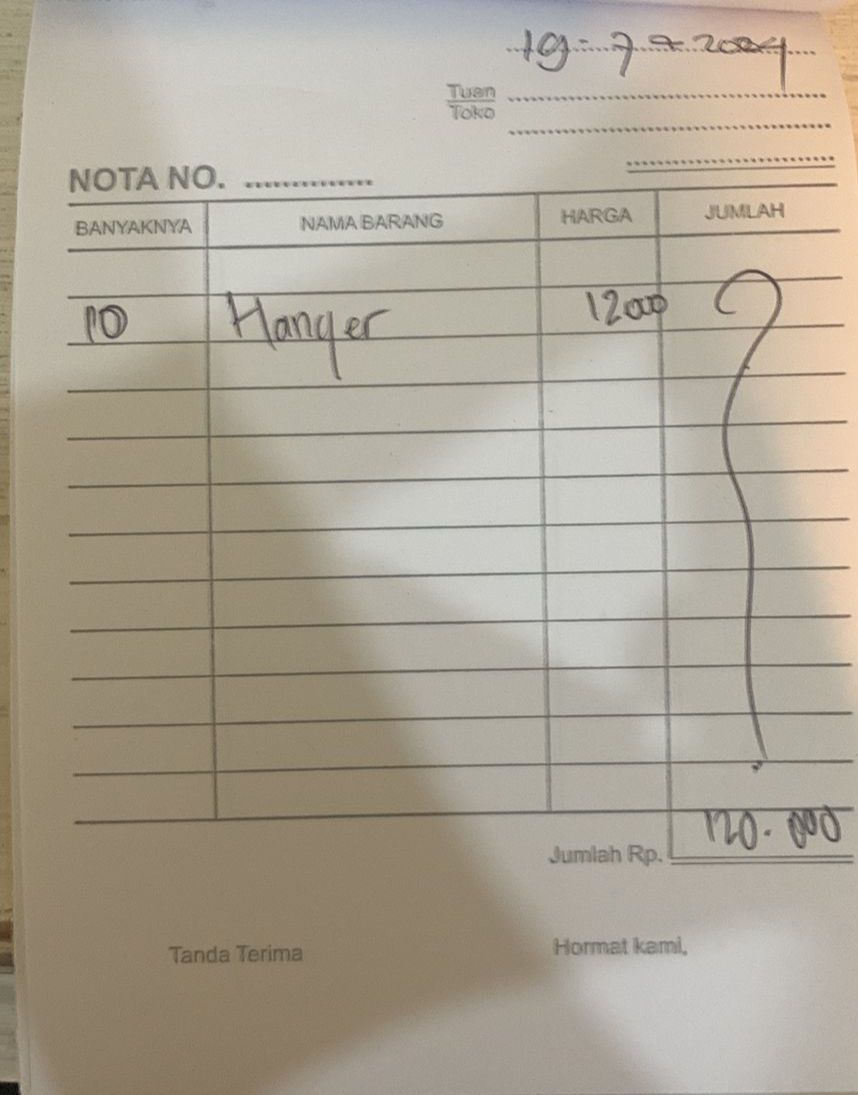 19-7-2024
Tuan
Toko
NOTA NO.
BANYAKNYA NAMA BARANG HARGA JUMLAH
10 Hanger 12000
Jumlah Rp. 120.000
Tanda Terima Hormat kami,